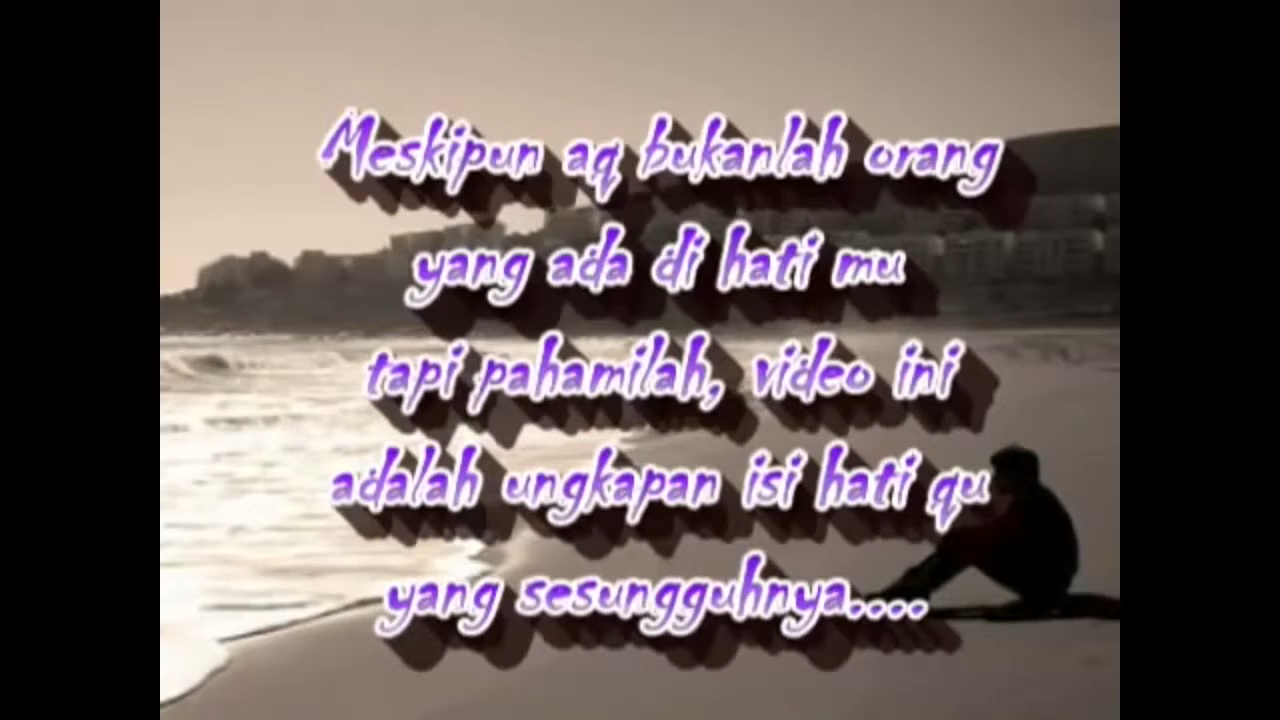 Meskipun aq bukanlah orang
yang ada di hati mu
tapi pahamilah, video ini
adalah ungkapan isi hati qu
yang sesungguhnya....